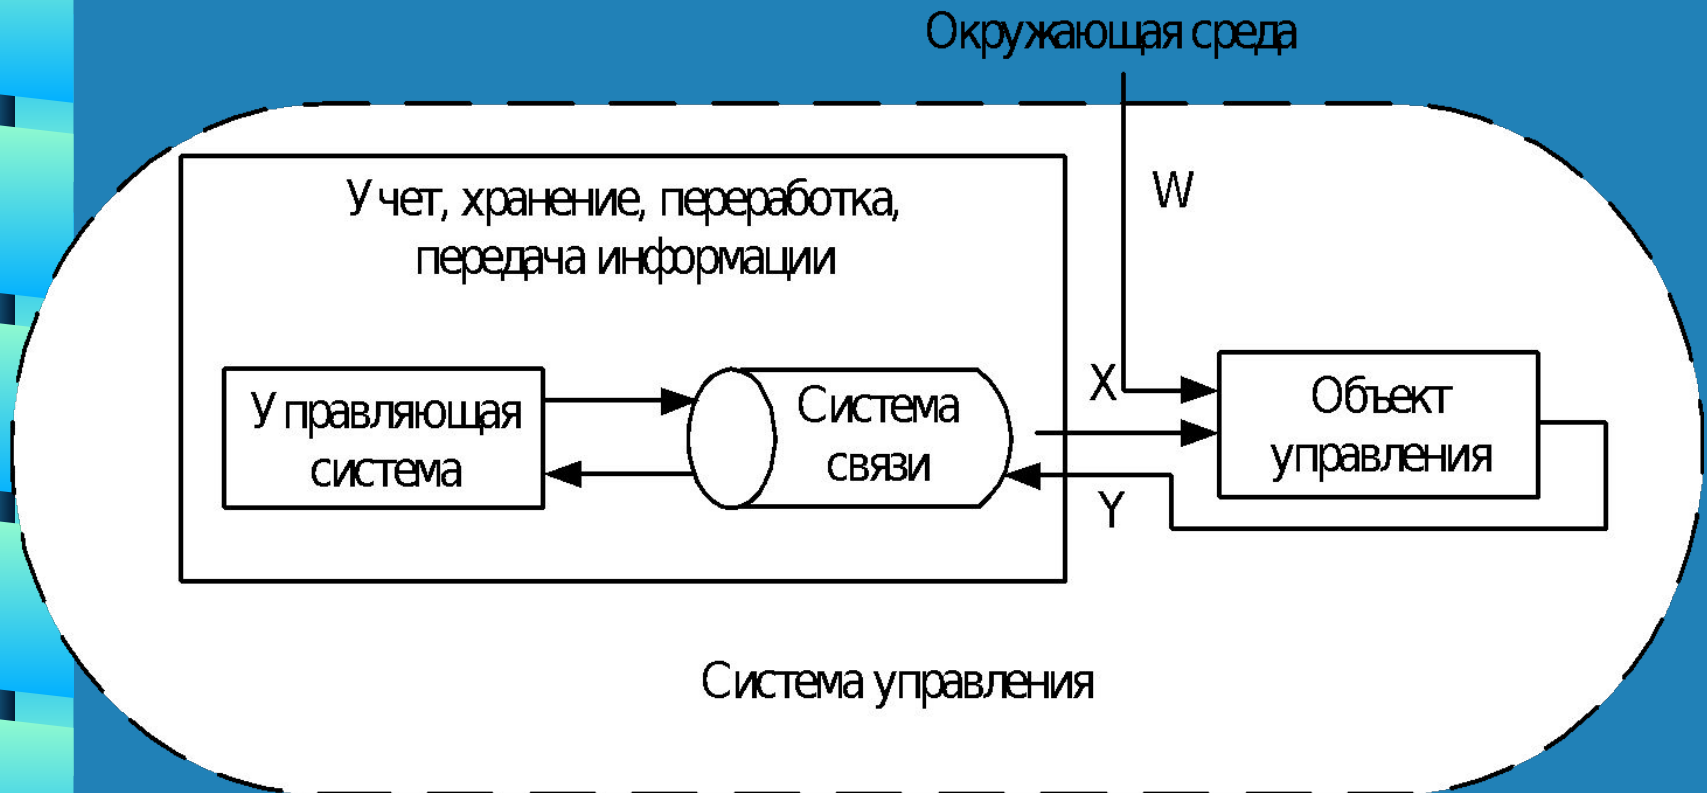 Окружающая среда
W
Учет, хранение, переработка,
передача информации
X
Управляющая
система
Система
связи
Объект
управления
Y
Система управления